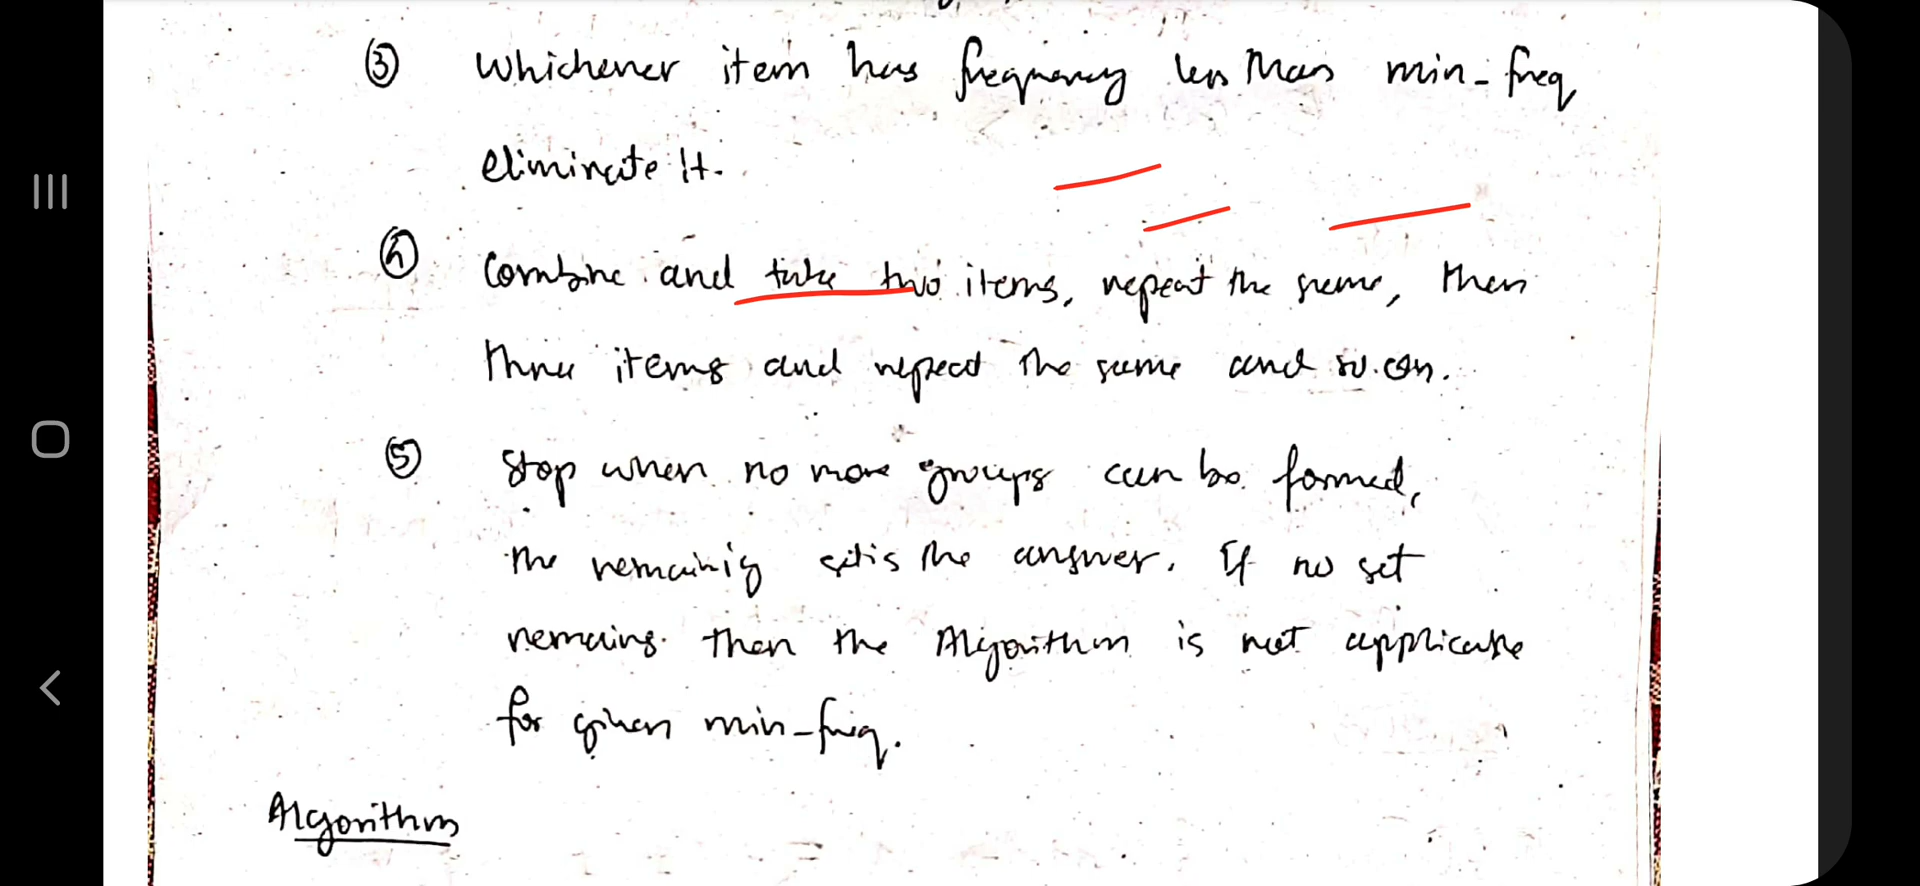 ③ Whichever item has frequency less than min-freq
eliminate it.
④ Combine and take two items, repeat the same, then
three items and repeat the same and so on.
⑤ Stop when no more groups can be formed,
the remainig set is the answer. If no set
remains then the Algorithm is not applicable
for given min-freq.
Algorithm